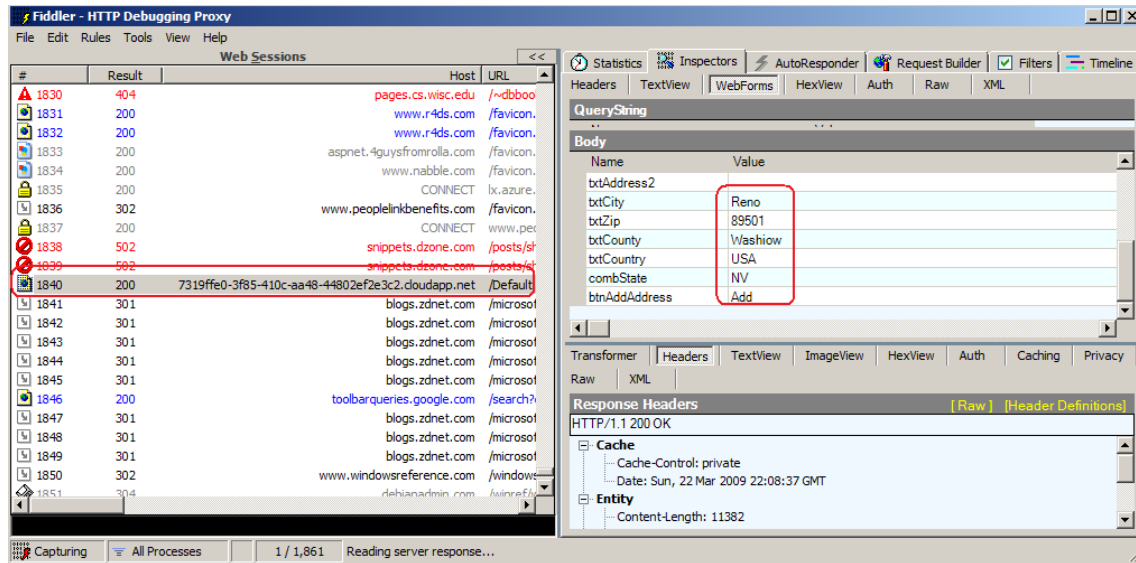 Fiddler - HTTP Debugging Proxy
File Edit Rules Tools View Help
Web Sessions <<
# Result Host URL
1830 404 pages.cs.wisc.edu /~dbboo
1831 200 www.r4ds.com /favicon.
1832 200 www.r4ds.com /favicon.
1833 200 aspnet.4guysfromrolla.com /favicon.
1834 200 www.nabble.com /favicon.
1835 200 CONNECT lx.azure.
1836 302 www.peoplelinkbenefits.com /favicon.
1837 200 CONNECT www.peo
1838 502 snippets.dzone.com /posts/sh
1839 502 snippets.dzone.com /posts/sh
1840 200 7319ffe0-3f85-410c-aa48-44802ef2e3c2.cloudapp.net /Default
1841 301 blogs.zdnet.com /microsof
1842 301 blogs.zdnet.com /microsof
1843 301 blogs.zdnet.com /microsof
1844 301 blogs.zdnet.com /microsof
1845 301 blogs.zdnet.com /microsof
1846 200 toolbarqueries.google.com /search?
1847 301 blogs.zdnet.com /microsof
1848 301 blogs.zdnet.com /microsof
1849 301 blogs.zdnet.com /microsof
1850 302 www.windowsreference.com /windows
1851 304 debianadmin.com /winref/w
Statistics Inspectors AutoResponder Request Builder Filters Timeline
Headers TextView WebForms HexView Auth Raw XML
QueryString
Body
Name Value
txtAddress2
txtCity Reno
txtZip 89501
txtCounty Washiow
txtCountry USA
combState NV
btnAddAddress Add
Transformer Headers TextView ImageView HexView Auth Caching Privacy
Raw XML
Response Headers [ Raw ] [Header Definitions]
HTTP/1.1 200 OK
Cache
Cache-Control: private
Date: Sun, 22 Mar 2009 22:08:37 GMT
Entity
Content-Length: 11382
Capturing All Processes 1 / 1,861 Reading server response...